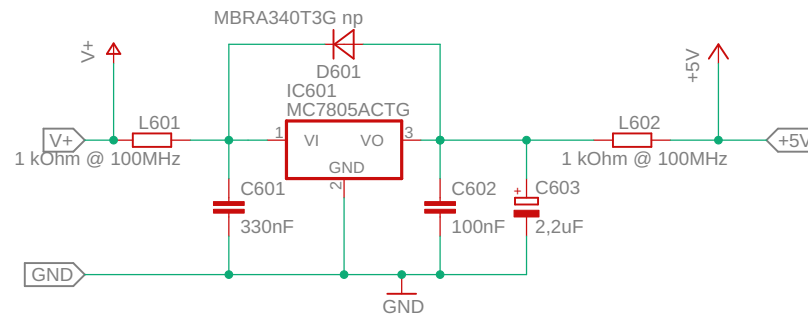 MBRA340T3G np
D601
V+
+5V
IC601
MC7805ACTG
L601
L602
V+
1
VI
VO
3
+5V
1 kOhm @ 100MHz
1 kOhm @ 100MHz
GND
2
C601
C602
+
C603
330nF
100nF
2,2uF
GND
GND